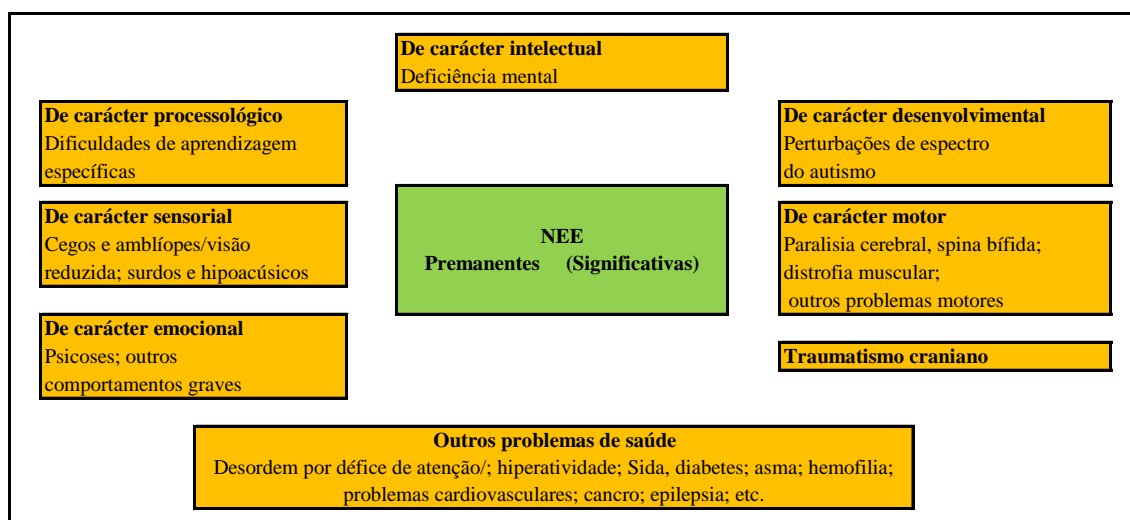 De carácter intelectual
Deficiência mental
De carácter processológico
Dificuldades de aprendizagem
específicas
De carácter desenvolvimental
Perturbações de espectro
do autismo
De carácter sensorial
Cegos e amblíopes/visão
reduzida; surdos e hipoacúsicos
NEE
Premanentes (Significativas)
De carácter motor
Paralisia cerebral, spina bífida;
distrofia muscular;
outros problemas motores
De carácter emocional
Psicoses; outros
comportamentos graves
Traumatismo craniano
Outros problemas de saúde
Desordem por défice de atenção/; hiperatividade; Sida, diabetes; asma; hemofilia;
problemas cardiovasculares; cancro; epilepsia; etc.